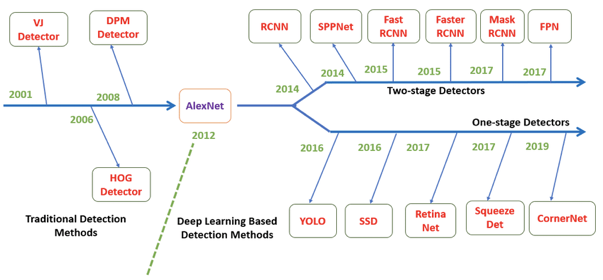 VJ
Detector
DPM
Detector
RCNN
SPPNet
Fast
RCNN
Faster
RCNN
Mask
RCNN
FPN
2001
2008
2014
2014
2015
2015
2017
2017
Two-stage Detectors
AlexNet
2006
2012
One-stage Detectors
2016
2016
2017
2017
2019
HOG
Detector
Traditional Detection
Methods
Deep Learning Based
Detection Methods
YOLO
SSD
Retina
Net
Squeeze
Det
CornerNet